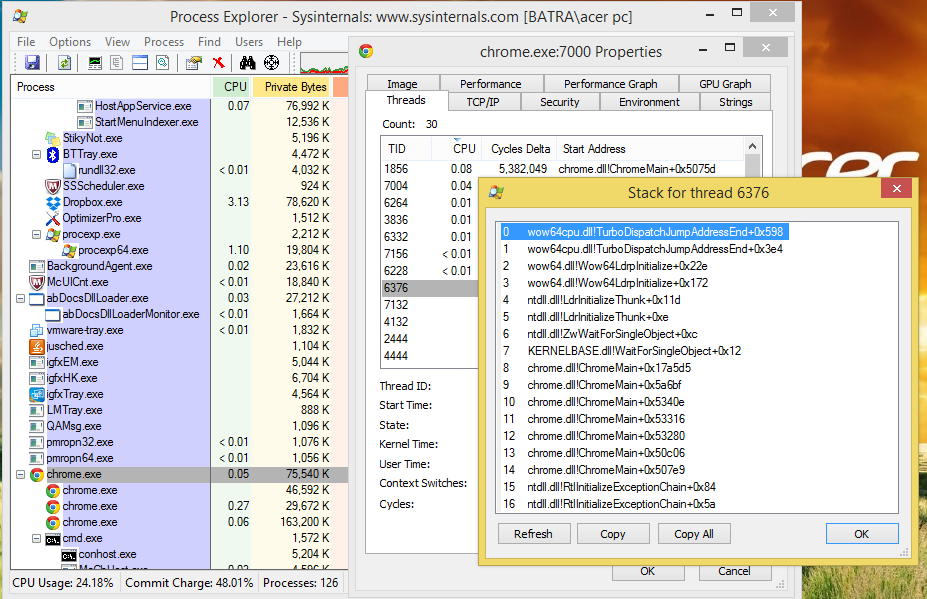 Process Explorer - Sysinternals: www.sysinternals.com [BATRA\acer pc]
File Options View Process Find Users Help
Process CPU Private Bytes
HostAppService.exe 0.07 76,992 K
StartMenuIndexer.exe 12,536 K
StikyNot.exe 5,196 K
BTTray.exe 4,472 K
rundll32.exe < 0.01 4,032 K
SSScheduler.exe 924 K
Dropbox.exe 3.13 78,620 K
OptimizerPro.exe 1,512 K
procexp.exe 2,212 K
procexp64.exe 1.10 19,804 K
BackgroundAgent.exe 0.02 23,616 K
McUICnt.exe < 0.01 18,840 K
abDocsDllLoader.exe 0.03 27,212 K
abDocsDllLoaderMonitor.exe < 0.01 1,664 K
vmware-tray.exe < 0.01 1,832 K
jusched.exe 1,104 K
igfxEM.exe 5,044 K
igfxHK.exe 6,704 K
igfxTray.exe 4,564 K
LMTray.exe 888 K
QAMsg.exe 1,096 K
pmropn32.exe < 0.01 1,076 K
pmropn64.exe < 0.01 1,056 K
chrome.exe 0.05 75,540 K
chrome.exe 46,592 K
chrome.exe 0.27 29,672 K
chrome.exe 0.06 163,200 K
cmd.exe 1,572 K
conhost.exe 5,204 K
CPU Usage: 24.18% Commit Charge: 48.01% Processes: 126
chrome.exe:7000 Properties
Image Performance Performance Graph GPU Graph
Threads TCP/IP Security Environment Strings
Count: 30
TID CPU Cycles Delta Start Address
1856 0.08 5,382,049 chrome.dll!ChromeMain+0x5075d
7004 0.04
6264 0.01
3836 0.01
6332 0.01
7156 < 0.01
6228 < 0.01
6376
7132
4132
2444
4444
Thread ID:
Start Time:
State:
Kernel Time:
User Time:
Context Switches:
Cycles:
OK Cancel
Stack for thread 6376
0 wow64cpu.dll!TurboDispatchJumpAddressEnd+0x598
1 wow64cpu.dll!TurboDispatchJumpAddressEnd+0x3e4
2 wow64.dll!Wow64LdrpInitialize+0x22e
3 wow64.dll!Wow64LdrpInitialize+0x172
4 ntdll.dll!LdrInitializeThunk+0x11d
5 ntdll.dll!LdrInitializeThunk+0xe
6 ntdll.dll!ZwWaitForSingleObject+0xc
7 KERNELBASE.dll!WaitForSingleObject+0x12
8 chrome.dll!ChromeMain+0x17a5d5
9 chrome.dll!ChromeMain+0x5a6bf
10 chrome.dll!ChromeMain+0x5340e
11 chrome.dll!ChromeMain+0x53316
12 chrome.dll!ChromeMain+0x53280
13 chrome.dll!ChromeMain+0x50c06
14 chrome.dll!ChromeMain+0x507e9
15 ntdll.dll!RtlInitializeExceptionChain+0x84
16 ntdll.dll!RtlInitializeExceptionChain+0x5a
Refresh Copy Copy All OK